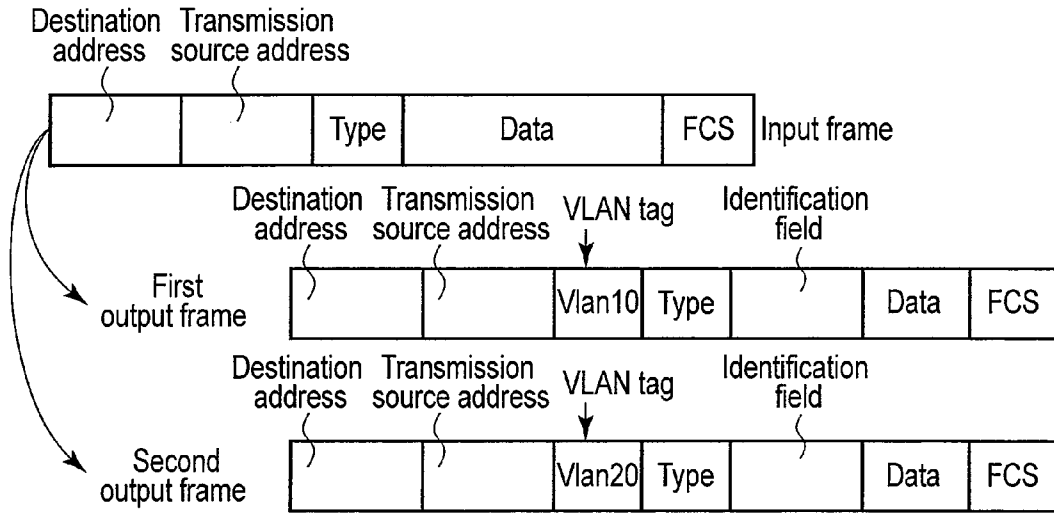 Destination address
Transmission source address
Type
Data
FCS
Input frame
Destination address
Transmission source address
VLAN tag
Identification field
First output frame
Vlan10
Type
Data
FCS
Destination address
Transmission source address
VLAN tag
Identification field
Second output frame
Vlan20
Type
Data
FCS